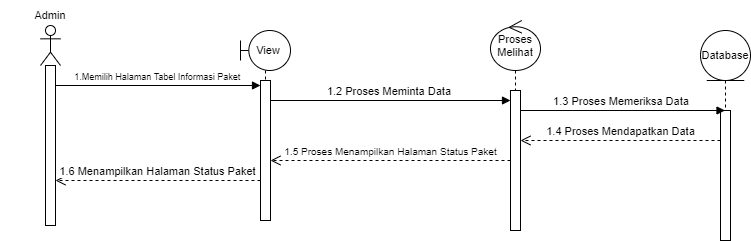 Admin
View
Proses
Melihat
Database
1.Memilih Halaman Tabel Informasi Paket
1.2 Proses Meminta Data
1.3 Proses Memeriksa Data
1.4 Proses Mendapatkan Data
1.5 Proses Menampilkan Halaman Status Paket
1.6 Menampilkan Halaman Status Paket